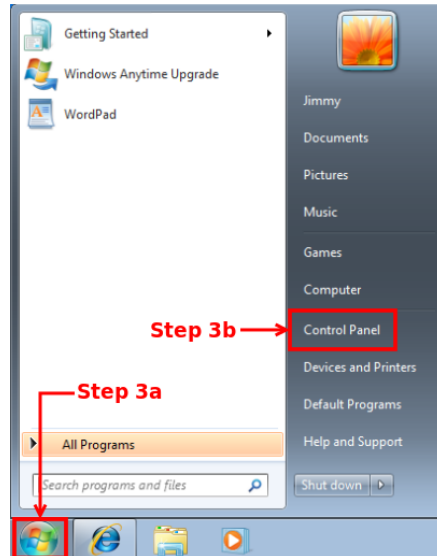 Getting Started
Windows Anytime Upgrade
WordPad
All Programs
Search programs and files
Jimmy
Documents
Pictures
Music
Games
Computer
Step 3b
Control Panel
Devices and Printers
Step 3a
Default Programs
Help and Support
Shut down